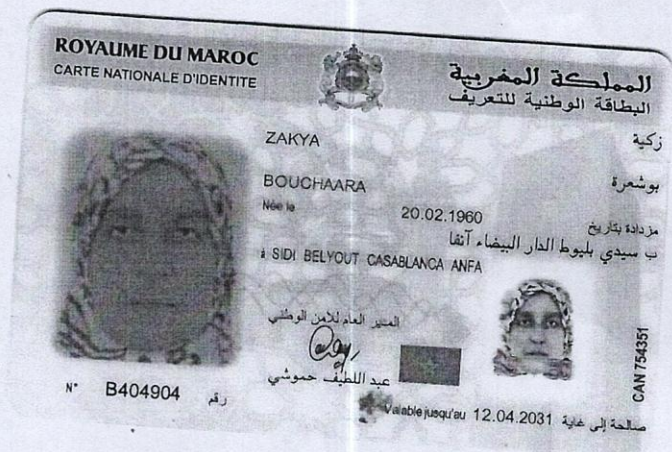 ROYAUME DU MAROC
المملكة المغربية
CARTE NATIONALE D'IDENTITE
البطاقة الوطنية للتعريف
ZAKYA
زكية
BOUCHAARA
بوشعرة
Née le 20.02.1960 مزدادة بتاريخ
ب سيدي بليوط الدار البيضاء آنفا
à SIDI BELYOUT CASABLANCA ANFA
المدير العام للأمن الوطني
عبد اللطيف حموشي
N° B404904 رقم
Valable jusqu'au 12.04.2031 صالحة إلى غاية
CAN 754351